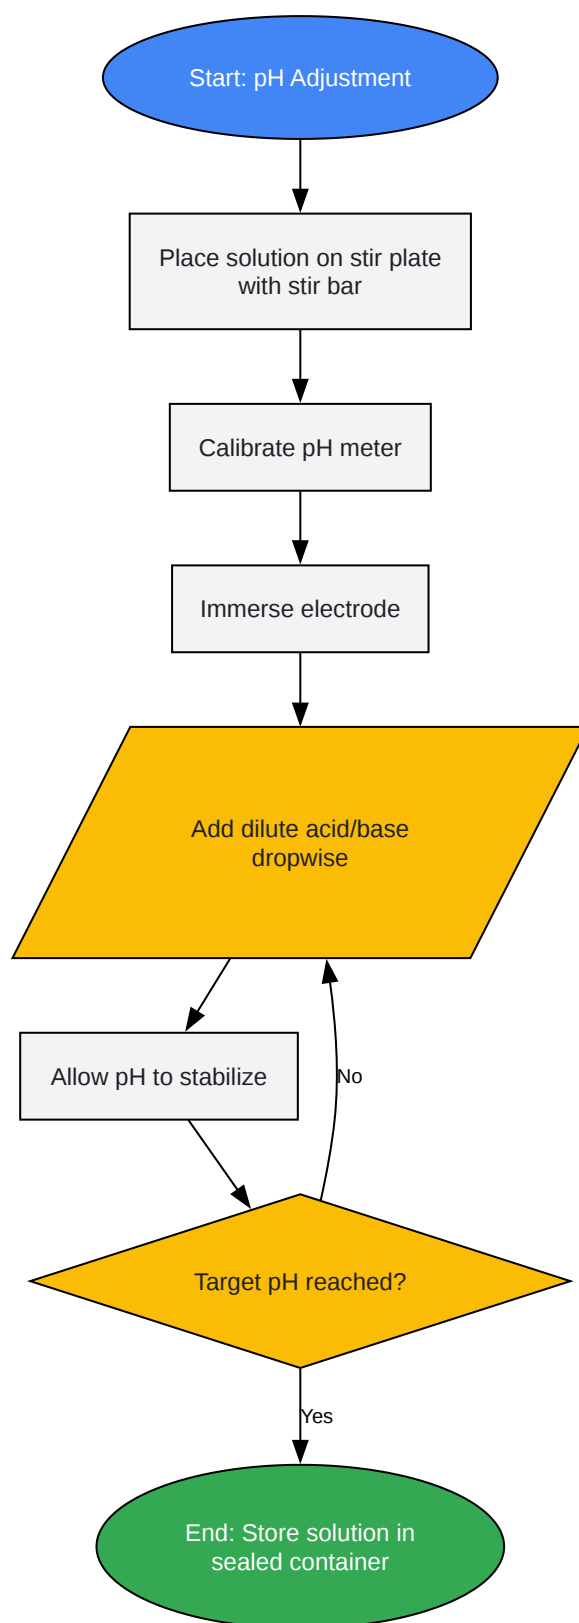 Start: pH Adjustment
Place solution on stir plate
with stir bar
Calibrate pH meter
Immerse electrode
Add dilute acid/base
dropwise
Allow pH to stabilize
No
Target pH reached?
Yes
End: Store solution in
sealed container